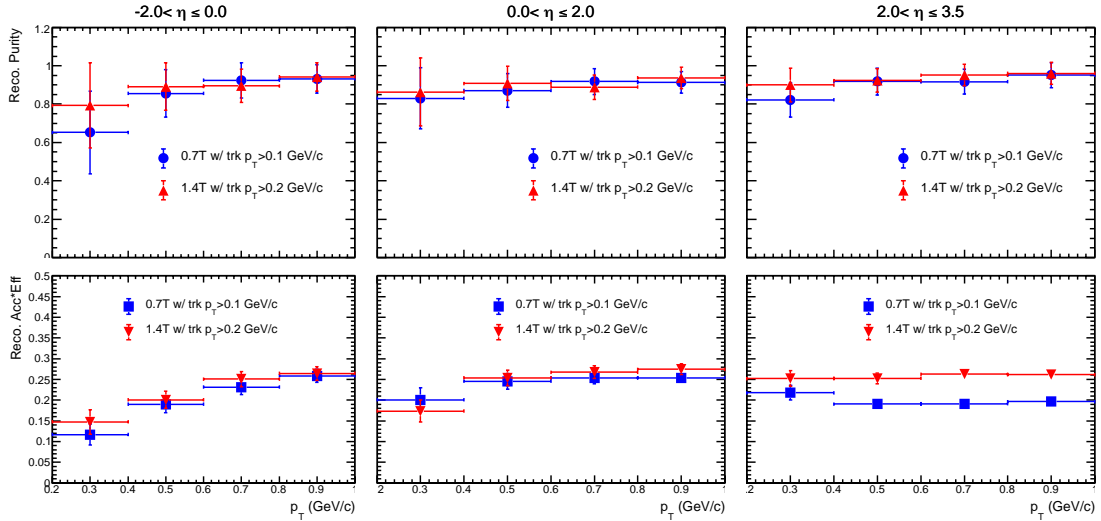 -2.0< η ≤ 0.0
0.0< η ≤ 2.0
2.0< η ≤ 3.5
Reco. Purity
1.2
1
0.8
0.6
0.4
0.2
0
0.7T w/ trk p_T>0.1 GeV/c
1.4T w/ trk p_T>0.2 GeV/c
0.7T w/ trk p_T>0.1 GeV/c
1.4T w/ trk p_T>0.2 GeV/c
0.7T w/ trk p_T>0.1 GeV/c
1.4T w/ trk p_T>0.2 GeV/c
Reco. Acc*Eff
0.5
0.45
0.4
0.35
0.3
0.25
0.2
0.15
0.1
0.05
0
0.7T w/ trk p_T>0.1 GeV/c
1.4T w/ trk p_T>0.2 GeV/c
0.7T w/ trk p_T>0.1 GeV/c
1.4T w/ trk p_T>0.2 GeV/c
0.7T w/ trk p_T>0.1 GeV/c
1.4T w/ trk p_T>0.2 GeV/c
0.2 0.3 0.4 0.5 0.6 0.7 0.8 0.9 1
0.2 0.3 0.4 0.5 0.6 0.7 0.8 0.9 1
0.2 0.3 0.4 0.5 0.6 0.7 0.8 0.9 1
p_T (GeV/c)
p_T (GeV/c)
p_T (GeV/c)